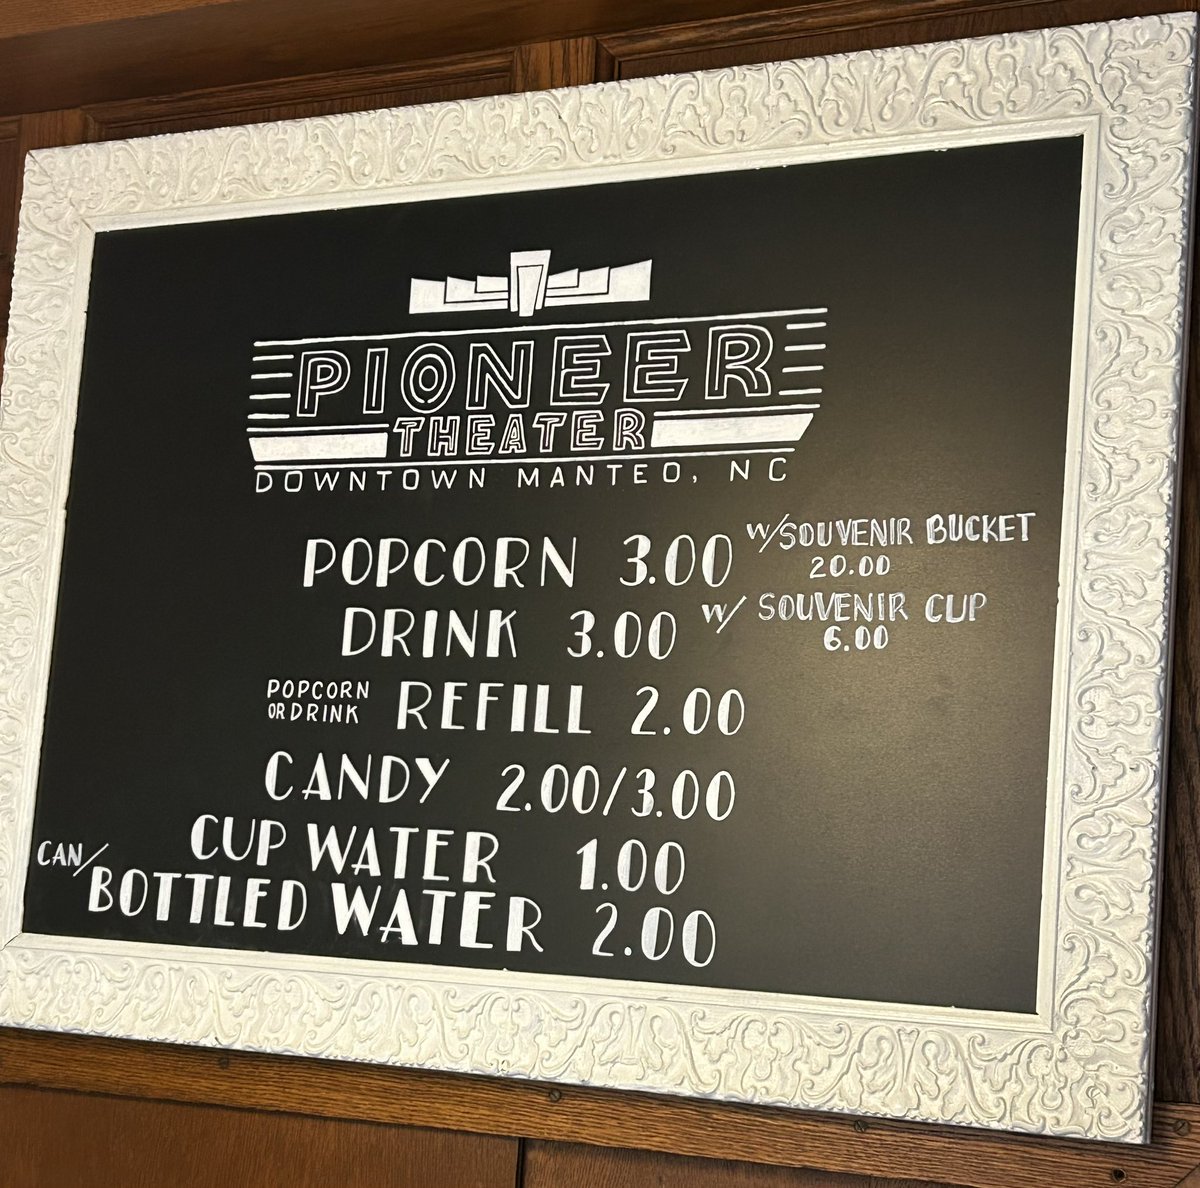 PIONEER
THEATER
DOWNTOWN MANTEO, NC
POPCORN 3.00 w/SOUVENIR BUCKET
20.00
DRINK 3.00 w/ SOUVENIR CUP
6.00
POPCORN
OR DRINK REFILL 2.00
CANDY 2.00/3.00
CUP WATER 1.00
CAN/
BOTTLED WATER 2.00